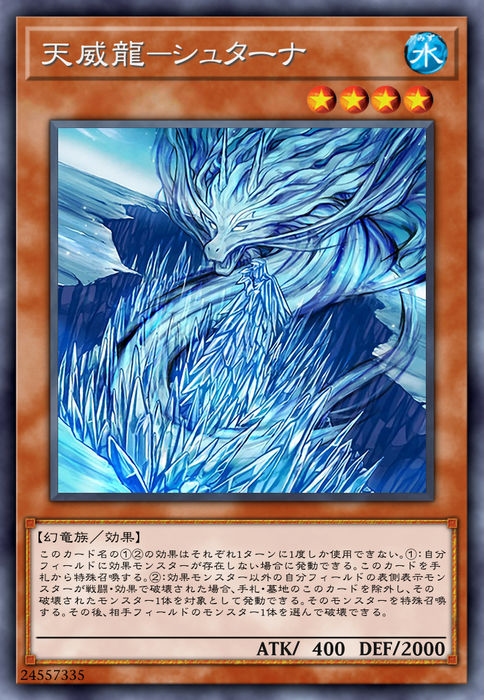 天威龍－シュターナ
みず
水
【幻竜族／効果】
このカード名の①②の効果はそれぞれ1ターンに1度しか使用できない。①：自分
フィールドに効果モンスターが存在しない場合に発動できる。このカードを手
札から特殊召喚する。②：効果モンスター以外の自分フィールドの表側表示モン
スターが戦闘・効果で破壊された場合、手札・墓地のこのカードを除外し、その
破壊されたモンスター1体を対象として発動できる。そのモンスターを特殊召喚
する。その後、相手フィールドのモンスター1体を選んで破壊できる。
ATK/ 400 DEF/2000
24557335